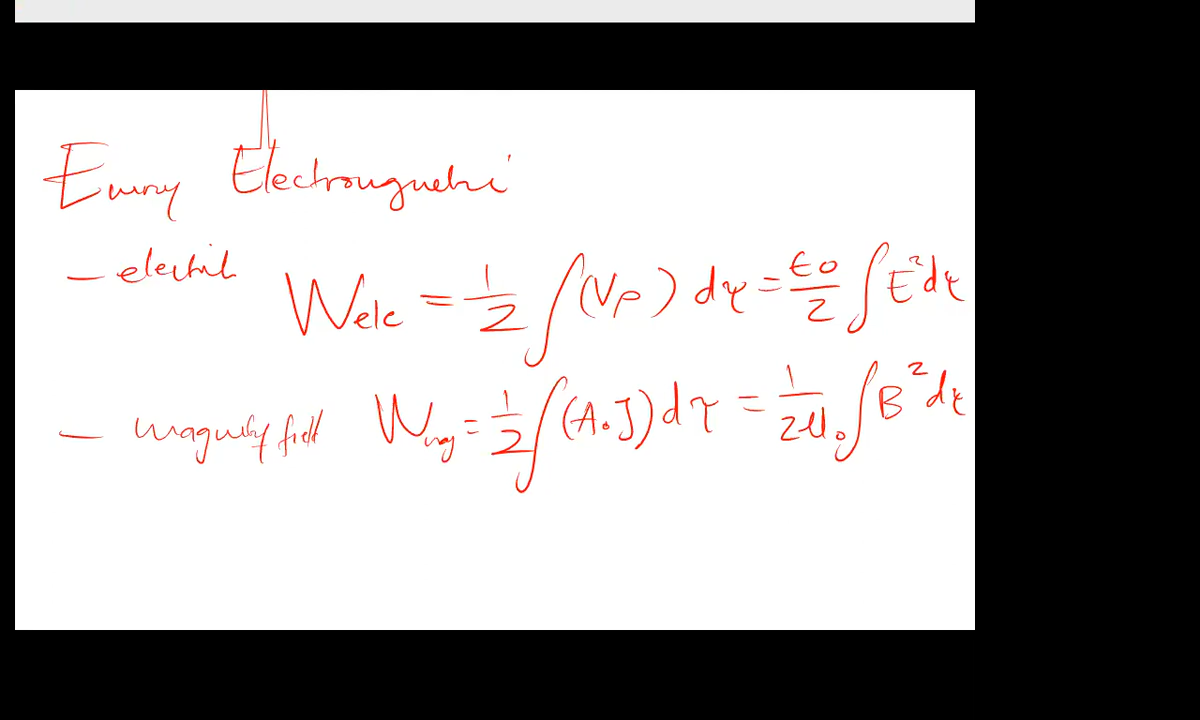 Energy Electromagnetic
- electric W_elc = 1/2 ∫(Vρ) dτ = ε0/2 ∫ E² dτ
- magnetic field W_mag = 1/2 ∫(A·J) dτ = 1/2μ₀ ∫ B² dτ